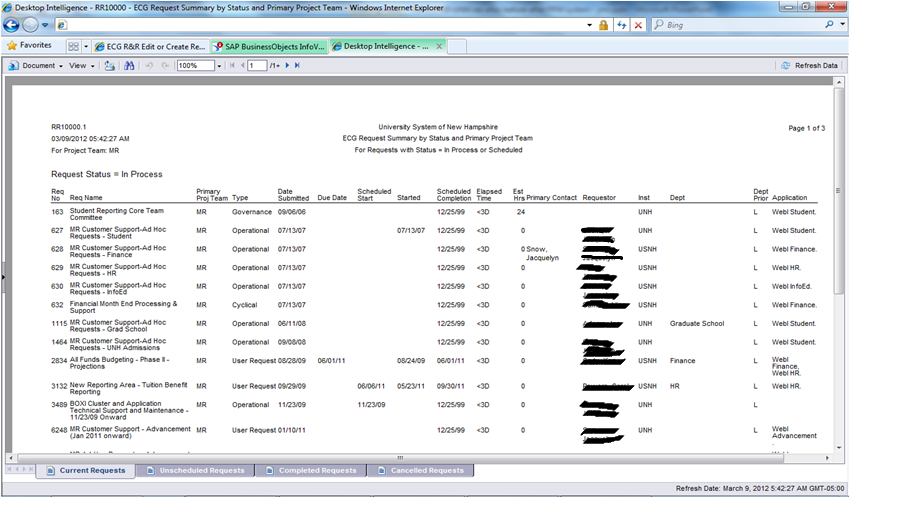 Desktop Intelligence - RR10000 - ECG Request Summary by Status and Primary Project Team - Windows Internet Explorer
Bing
Favorites ECG R&R Edit or Create Re... SAP BusinessObjects InfoV... Desktop Intelligence - ...
Document View 100% 1 /1+ Refresh Data
RR10000.1 University System of New Hampshire Page 1 of 3
03/09/2012 05:42:27 AM ECG Request Summary by Status and Primary Project Team
For Project Team: MR For Requests with Status = In Process or Scheduled
Request Status = In Process
Req Primary Date Scheduled Scheduled Elapsed Est Dept
No Req Name Proj Team Type Submitted Due Date Start Started Completion Time Hrs Primary Contact Requestor Inst Dept Prior Application
163 Student Reporting Core Team MR Governance 09/06/06 12/25/99 <3D 24 UNH L Webl Student.
Committee
627 MR Customer Support-Ad Hoc MR Operational 07/13/07 07/13/07 12/25/99 <3D 0 UNH L Webl Student.
Requests - Student
628 MR Customer Support-Ad Hoc MR Operational 07/13/07 12/25/99 <3D 0 Snow, USNH L Webl Finance.
Requests - Finance Jacquelyn
629 MR Customer Support-Ad Hoc MR Operational 07/13/07 12/25/99 <3D 0 USNH L Webl HR.
Requests - HR
630 MR Customer Support-Ad Hoc MR Operational 07/13/07 12/25/99 <3D 0 USNH L Webl InfoEd.
Requests - InfoEd
632 Financial Month End Processing & MR Cyclical 07/13/07 12/25/99 <3D 0 USNH L Webl Finance.
Support
1115 MR Customer Support-Ad Hoc MR Operational 06/11/08 12/25/99 <3D 0 UNH Graduate School L Webl Student.
Requests - Grad School
1464 MR Customer Support-Ad Hoc MR Operational 09/08/08 12/25/99 <3D 0 UNH L Webl Student.
Requests - UNH Admissions
2834 All Funds Budgeting - Phase II - MR User Request 08/28/09 06/01/11 08/24/09 06/01/11 <3D 0 USNH Finance L Webl
Projections Finance,
Webl HR.
3132 New Reporting Area - Tuition Benefit MR User Request 09/29/09 06/06/11 05/23/11 09/30/11 <3D 0 USNH HR L Webl HR.
Reporting
3489 BOXI Cluster and Application MR Operational 11/23/09 11/23/09 12/25/99 <3D 0 UNH L
Technical Support and Maintenance -
11/23/09 Onward
6248 MR Customer Support - Advancement MR User Request 01/10/11 12/25/99 <3D 0 UNH L Webl
(Jan 2011 onward) Advancement
.
Current Requests Unscheduled Requests Completed Requests Cancelled Requests
Refresh Date: March 9, 2012 5:42:27 AM GMT-05:00